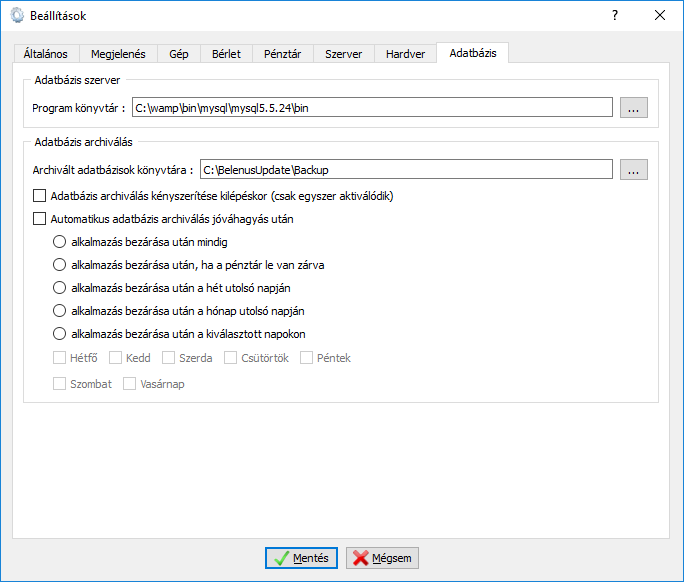 Beállítások
?
Általános Megjelenés Gép Bérlet Pénztár Szerver Hardver Adatbázis
Adatbázis szerver
Program könyvtár : C:\wamp\bin\mysql\mysql5.5.24\bin ...
Adatbázis archiválás
Archivált adatbázisok könyvtára : C:\BelenusUpdate\Backup ...
Adatbázis archiválás kényszerítése kilépéskor (csak egyszer aktiválódik)
Automatikus adatbázis archiválás jóváhagyás után
alkalmazás bezárása után mindig
alkalmazás bezárása után, ha a pénztár le van zárva
alkalmazás bezárása után a hét utolsó napján
alkalmazás bezárása után a hónap utolsó napján
alkalmazás bezárása után a kiválasztott napokon
Hétfő Kedd Szerda Csütörtök Péntek
Szombat Vasárnap
Mentés Mégsem